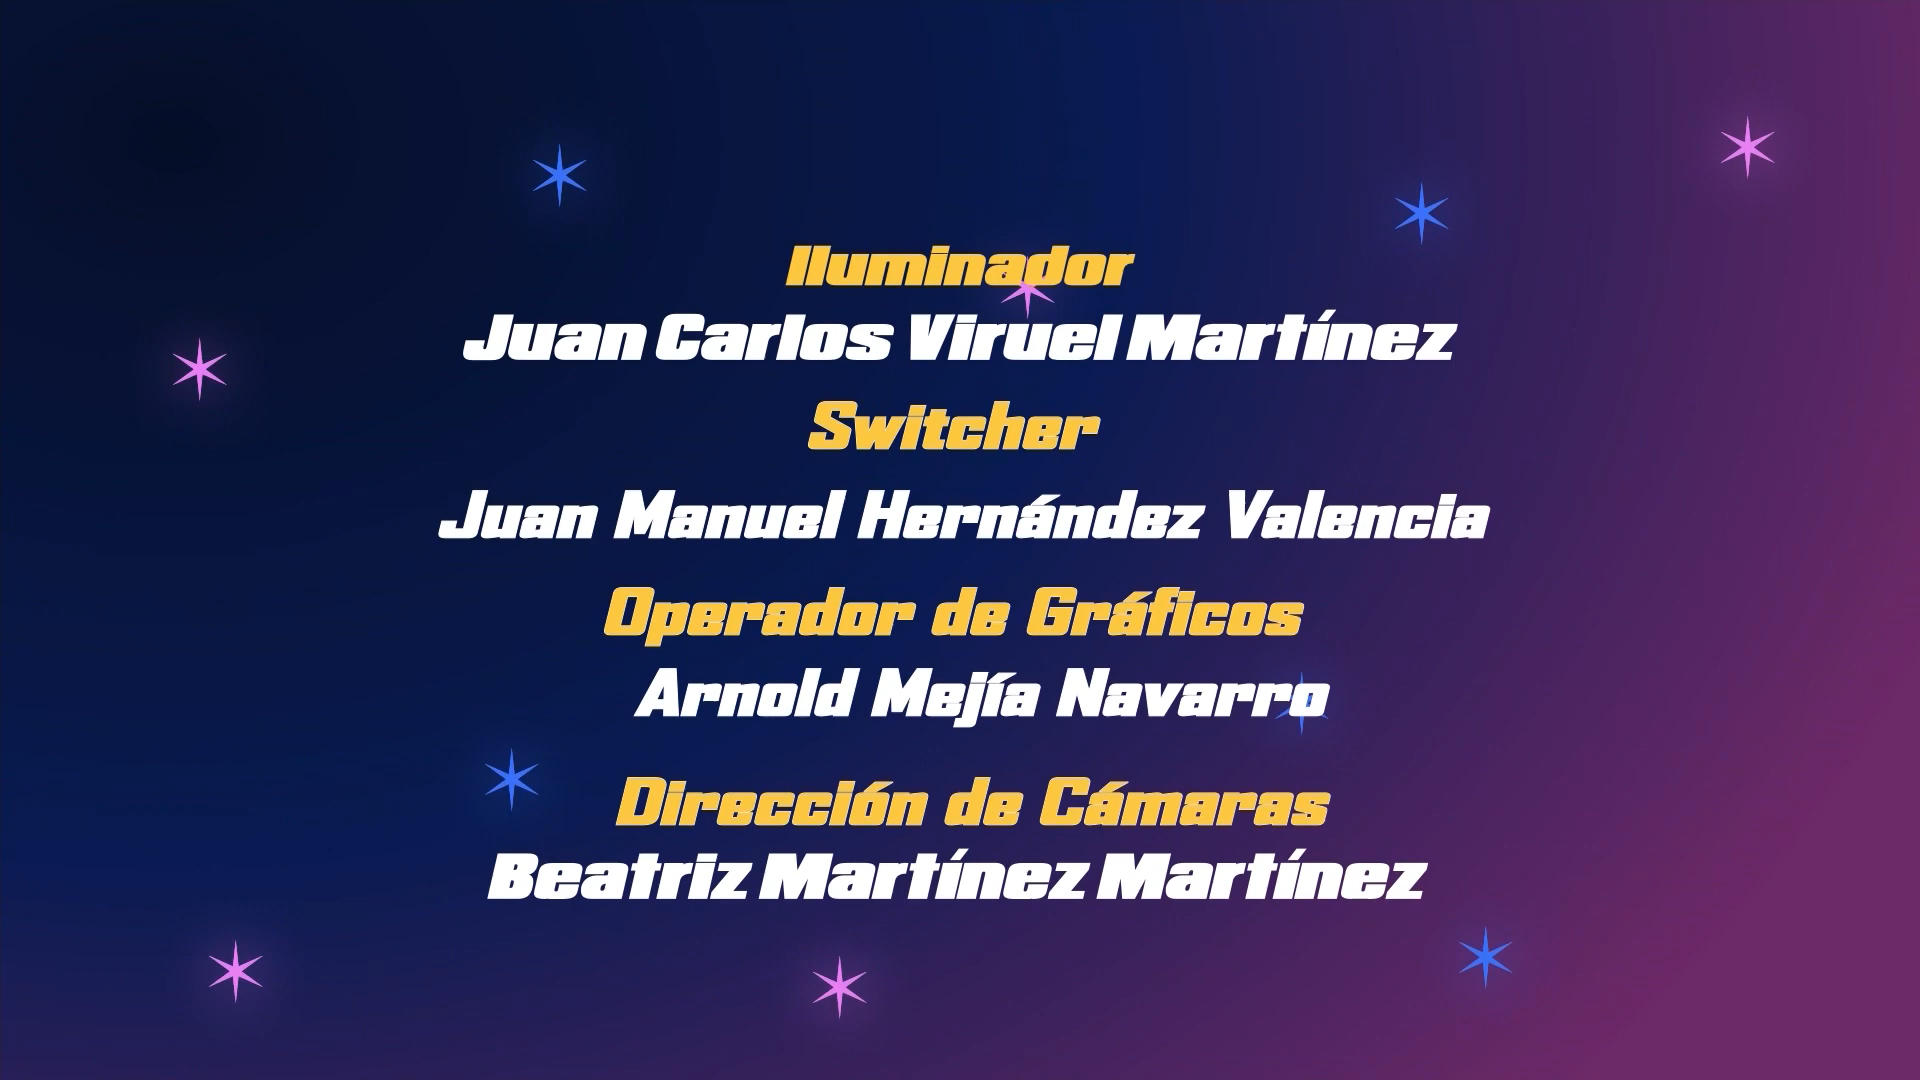 Iluminador
Juan Carlos Viruel Martínez
Switcher
Juan Manuel Hernández Valencia
Operador de Gráficos
Arnold Mejía Navarro
Dirección de Cámaras
Beatriz Martínez Martínez